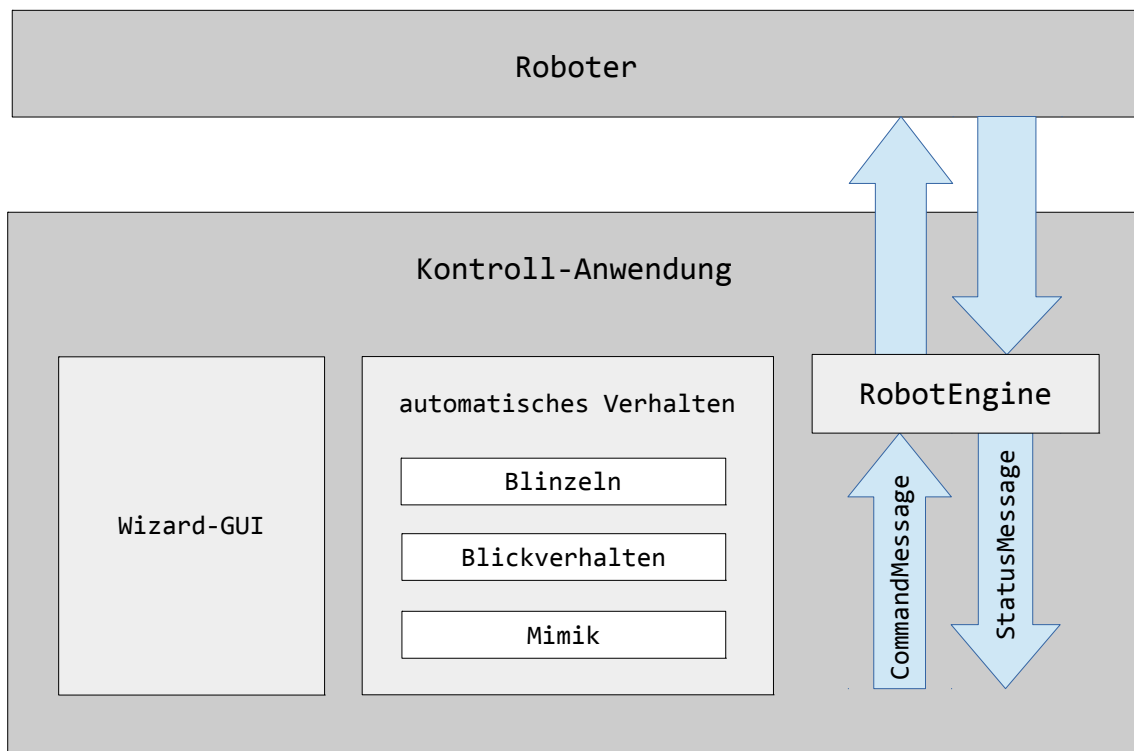 Roboter
Kontroll-Anwendung
Wizard-GUI
automatisches Verhalten
Blinzeln
Blickverhalten
Mimik
RobotEngine
CommandMessage
StatusMessage